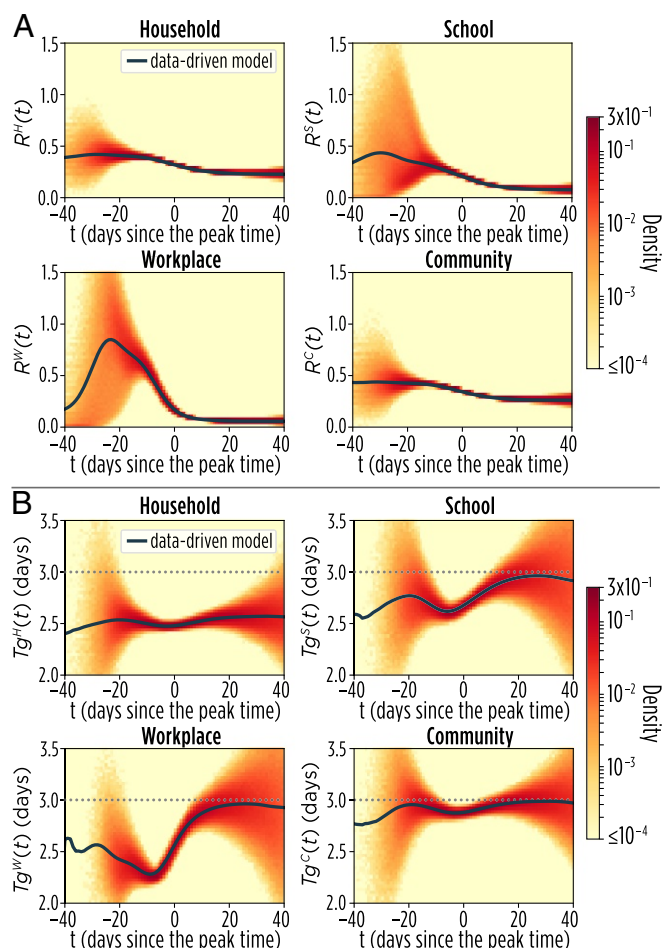 A
Household
School
1.5
1.0
0.5
0.0
R^H(t)
data-driven model
−40 −20 0 20 40
t (days since the peak time)
1.5
1.0
0.5
0.0
R^S(t)
−40 −20 0 20 40
t (days since the peak time)
Workplace
Community
1.5
1.0
0.5
0.0
R^W(t)
−40 −20 0 20 40
t (days since the peak time)
1.5
1.0
0.5
0.0
R^C(t)
−40 −20 0 20 40
t (days since the peak time)
3x10⁻¹
10⁻¹
10⁻²
10⁻³
≤10⁻⁴
Density
B
Household
School
3.5
3.0
2.5
2.0
Tg^H(t) (days)
data-driven model
−40 −20 0 20 40
t (days since the peak time)
3.5
3.0
2.5
2.0
Tg^S(t) (days)
−40 −20 0 20 40
t (days since the peak time)
Workplace
Community
3.5
3.0
2.5
2.0
Tg^W(t) (days)
−40 −20 0 20 40
t (days since the peak time)
3.5
3.0
2.5
2.0
Tg^C(t) (days)
−40 −20 0 20 40
t (days since the peak time)
3x10⁻¹
10⁻¹
10⁻²
10⁻³
≤10⁻⁴
Density